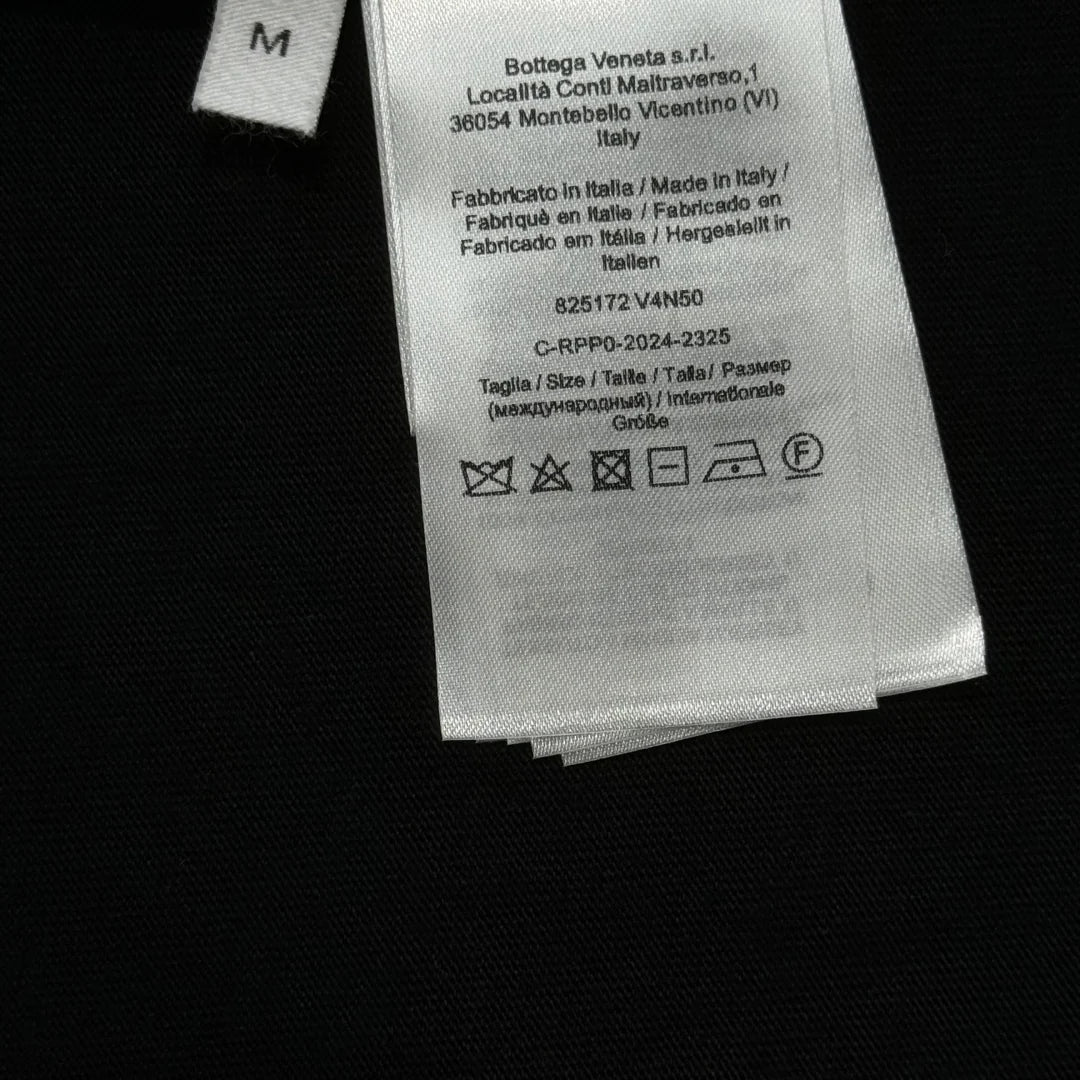 M
Bottega Veneta s.r.l.
Località Conti Maltraverso,1
36054 Montebello Vicentino (VI)
Italy
Fabbricato in Italia / Made in Italy /
Fabriquè en Italie / Fabricado en
Fabricado em Itália / Hergestellt in
Italien
825172 V4N50
C-RPP0-2024-2325
Taglia / Size / Taille / Talla/ Размер
(международный) / Internationale
Größe
F